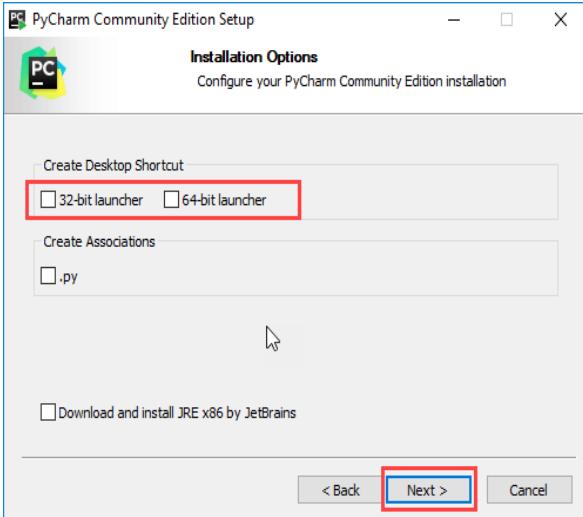 PyCharm Community Edition Setup
PC
Installation Options
Configure your PyCharm Community Edition installation
Create Desktop Shortcut
32-bit launcher 64-bit launcher
Create Associations
.py
Download and install JRE x86 by JetBrains
< Back Next > Cancel